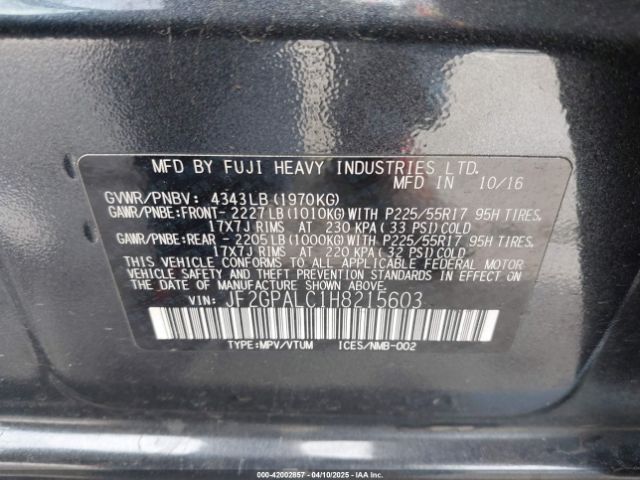 MFD BY FUJI HEAVY INDUSTRIES LTD.
MFD IN 10/16
GVWR/PNBV: 4343LB(1970KG)
GAWR/PNBE:FRONT- 2227LB(1010KG)WITH P225/55R17 95H TIRES,
17X7J RIMS AT 230 KPA(33 PSI)COLD
GAWR/PNBE:REAR - 2205LB(1000KG)WITH P225/55R17 95H TIRES,
17X7J RIMS AT 220 KPA(32 PSI)COLD
THIS VEHICLE CONFORMS TO ALL APPLICABLE FEDERAL MOTOR
VEHICLE SAFETY AND THEFT PREVENTION STANDARDS IN EFFECT ON
THE DATE OF MANUFACTURE SHOWN ABOVE.
VIN: JF2GPALC1H8215603
TYPE:MPV/VTUM ICES/NMB-002
000-42002857 - 04/10/2025 - IAAI.COM